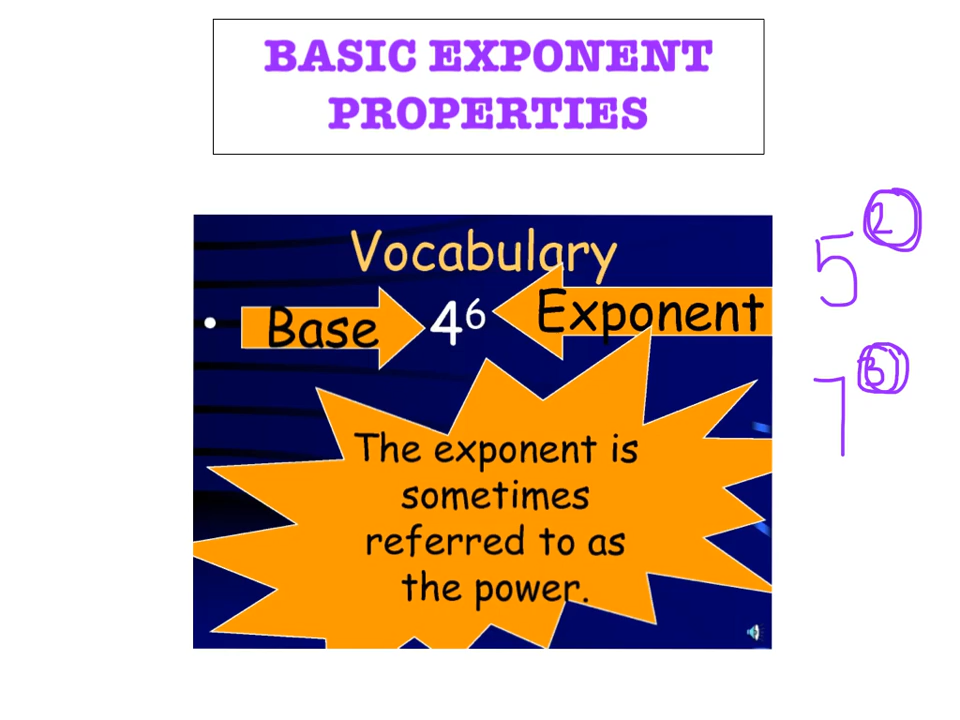 BASIC EXPONENT
PROPERTIES
Vocabulary
• Base 4⁶ Exponent
The exponent is
sometimes
referred to as
the power.
5²
7³